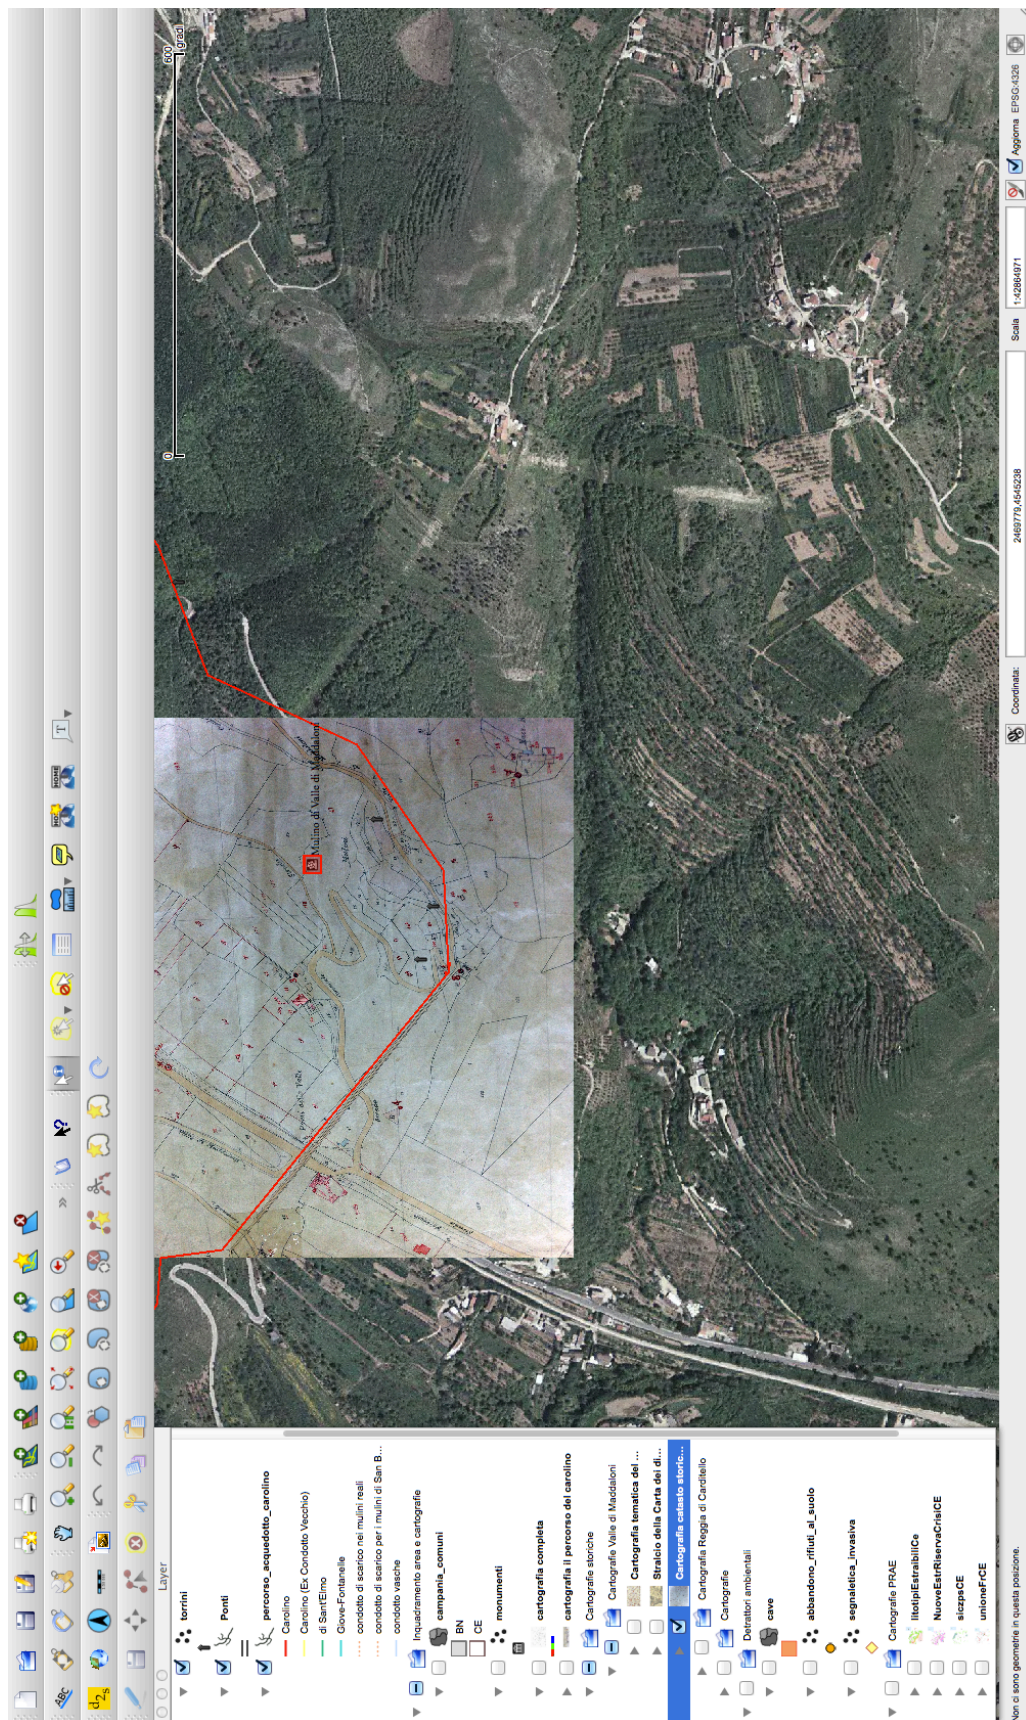 Layer
torrini
Ponti
percorso_acquedotto_carolino
Carolino
Carolino (Ex Condotto Vecchio)
di Sant'Elmo
Giove-Fontanelle
condotto di scarico nei mulini reali
condotto di scarico per i mulini di San B...
condotto vasche
Inquadramento area e cartografie
campania_comuni
BN
CE
monumenti
cartografia completa
cartografia il percorso del carolino
Cartografie storiche
Cartografie Valle di Maddaloni
Cartografia tematica del ...
Stralcio della Carta dei di...
Cartografia catasto storic...
Cartografia Reggia di Carditello
Cartografie
Detrattori ambientali
cave
abbandono_rifiuti_al_suolo
segnaletica_invasiva
Cartografie PRAE
litotipiEstraibiliCe
NuoveEstrRiservaCrisiCE
siczpsCE
unioneFrCE
0
600
gradi
Mulino di Valle di Maddaloni
Non ci sono geometrie in questa posizione.
Coordinata:
2469779,4545238
Scala
1:42864971
Aggiorna
EPSG:4326